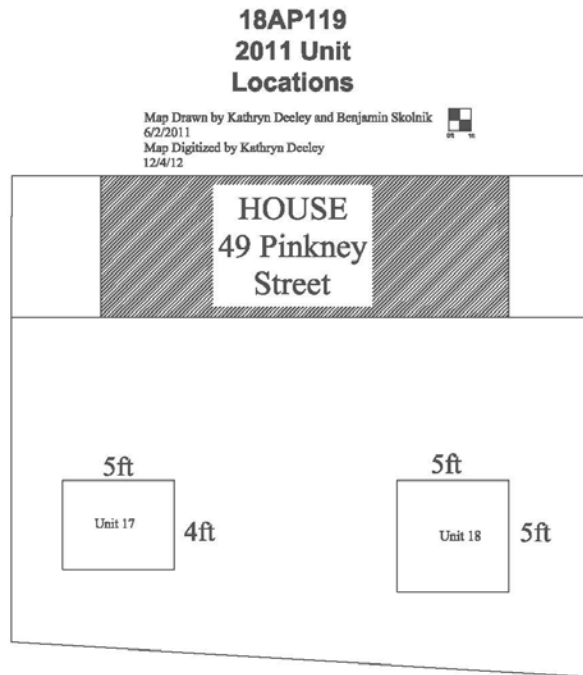 18AP119
2011 Unit
Locations
Map Drawn by Kathryn Deeley and Benjamin Skolnik
6/2/2011
Map Digitized by Kathryn Deeley
12/4/12
HOUSE
49 Pinkney
Street
5ft
5ft
Unit 17
4ft
Unit 18
5ft